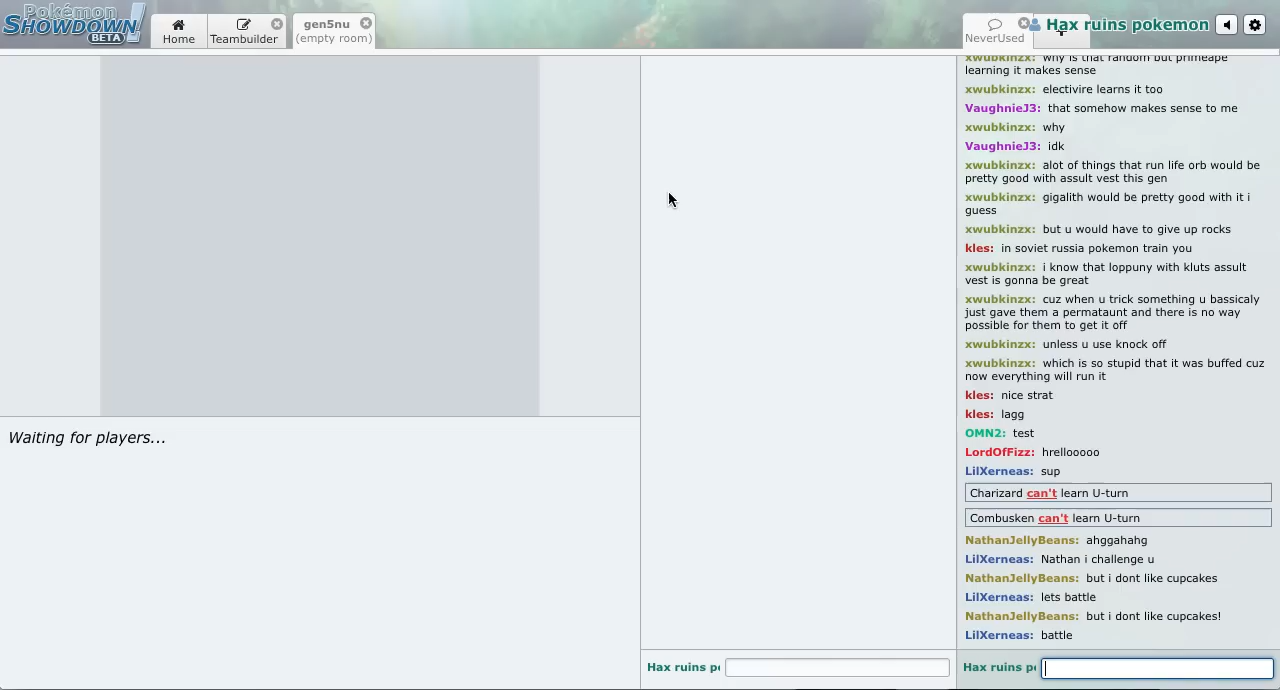 Pokémon
SHOWDOWN!
BETA
Home
Teambuilder
gen5nu
(empty room)
NeverUsed
Hax ruins pokemon
Waiting for players...
Hax ruins p
xwubkinzx: why is that random but primeape
learning it makes sense
xwubkinzx: electivire learns it too
VaughnieJ3: that somehow makes sense to me
xwubkinzx: why
VaughnieJ3: idk
xwubkinzx: alot of things that run life orb would be
pretty good with assult vest this gen
xwubkinzx: gigalith would be pretty good with it i
guess
xwubkinzx: but u would have to give up rocks
kles: in soviet russia pokemon train you
xwubkinzx: i know that loppuny with kluts assult
vest is gonna be great
xwubkinzx: cuz when u trick something u bassicaly
just gave them a permataunt and there is no way
possible for them to get it off
xwubkinzx: unless u use knock off
xwubkinzx: which is so stupid that it was buffed cuz
now everything will run it
kles: nice strat
kles: lagg
OMN2: test
LordOfFizz: hrellooooo
LilXerneas: sup
Charizard can't learn U-turn
Combusken can't learn U-turn
NathanJellyBeans: ahggahahg
LilXerneas: Nathan i challenge u
NathanJellyBeans: but i dont like cupcakes
LilXerneas: lets battle
NathanJellyBeans: but i dont like cupcakes!
LilXerneas: battle
Hax ruins p